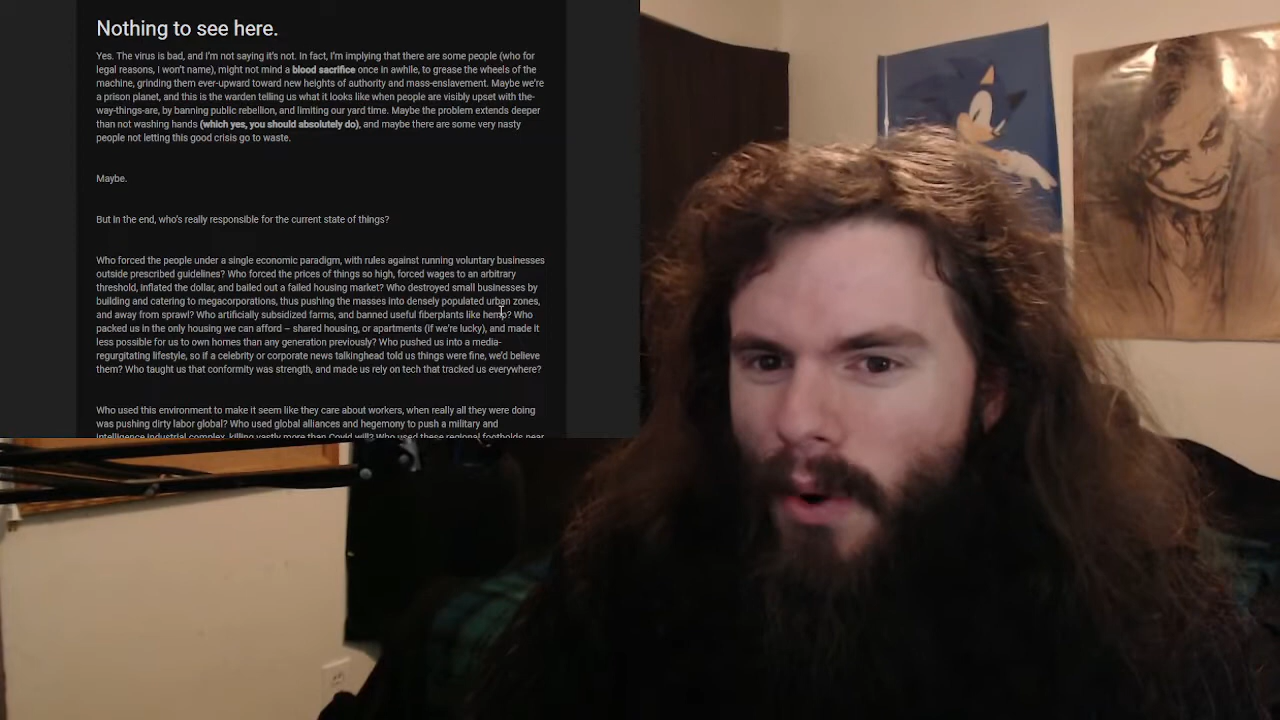 Nothing to see here.
Yes. The virus is bad, and I'm not saying it's not. In fact, I'm implying that there are some people (who for
legal reasons, I won't name), might not mind a blood sacrifice once in awhile, to grease the wheels of the
machine, grinding them ever-upward toward new heights of authority and mass-enslavement. Maybe we're
a prison planet, and this is the warden telling us what it looks like when people are visibly upset with the-
way-things-are, by banning public rebellion, and limiting our yard time. Maybe the problem extends deeper
than not washing hands (which yes, you should absolutely do), and maybe there are some very nasty
people not letting this good crisis go to waste.
Maybe.
But in the end, who's really responsible for the current state of things?
Who forced the people under a single economic paradigm, with rules against running voluntary businesses
outside prescribed guidelines? Who forced the prices of things so high, forced wages to an arbitrary
threshold, inflated the dollar, and bailed out a failed housing market? Who destroyed small businesses by
building and catering to megacorporations, thus pushing the masses into densely populated urban zones,
and away from sprawl? Who artificially subsidized farms, and banned useful fiberplants like hemp? Who
packed us in the only housing we can afford – shared housing, or apartments (if we're lucky), and made it
less possible for us to own homes than any generation previously? Who pushed us into a media-
regurgitating lifestyle, so if a celebrity or corporate news talkinghead told us things were fine, we'd believe
them? Who taught us that conformity was strength, and made us rely on tech that tracked us everywhere?
Who used this environment to make it seem like they care about workers, when really all they were doing
was pushing dirty labor global? Who used global alliances and hegemony to push a military and
intelligence industrial complex, killing vastly more than Covid will? Who used these regional footholds near